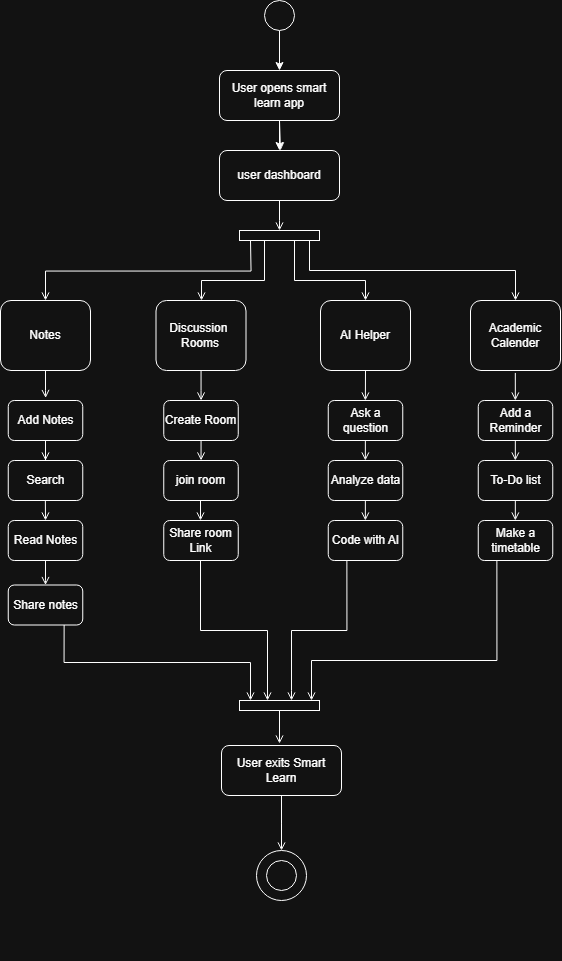 User opens smart
learn app
user dashboard
Notes
Discussion
Rooms
AI Helper
Academic
Calender
Add Notes
Create Room
Ask a
question
Add a
Reminder
Search
join room
Analyze data
To-Do list
Read Notes
Share room
Link
Code with AI
Make a
timetable
Share notes
User exits Smart
Learn